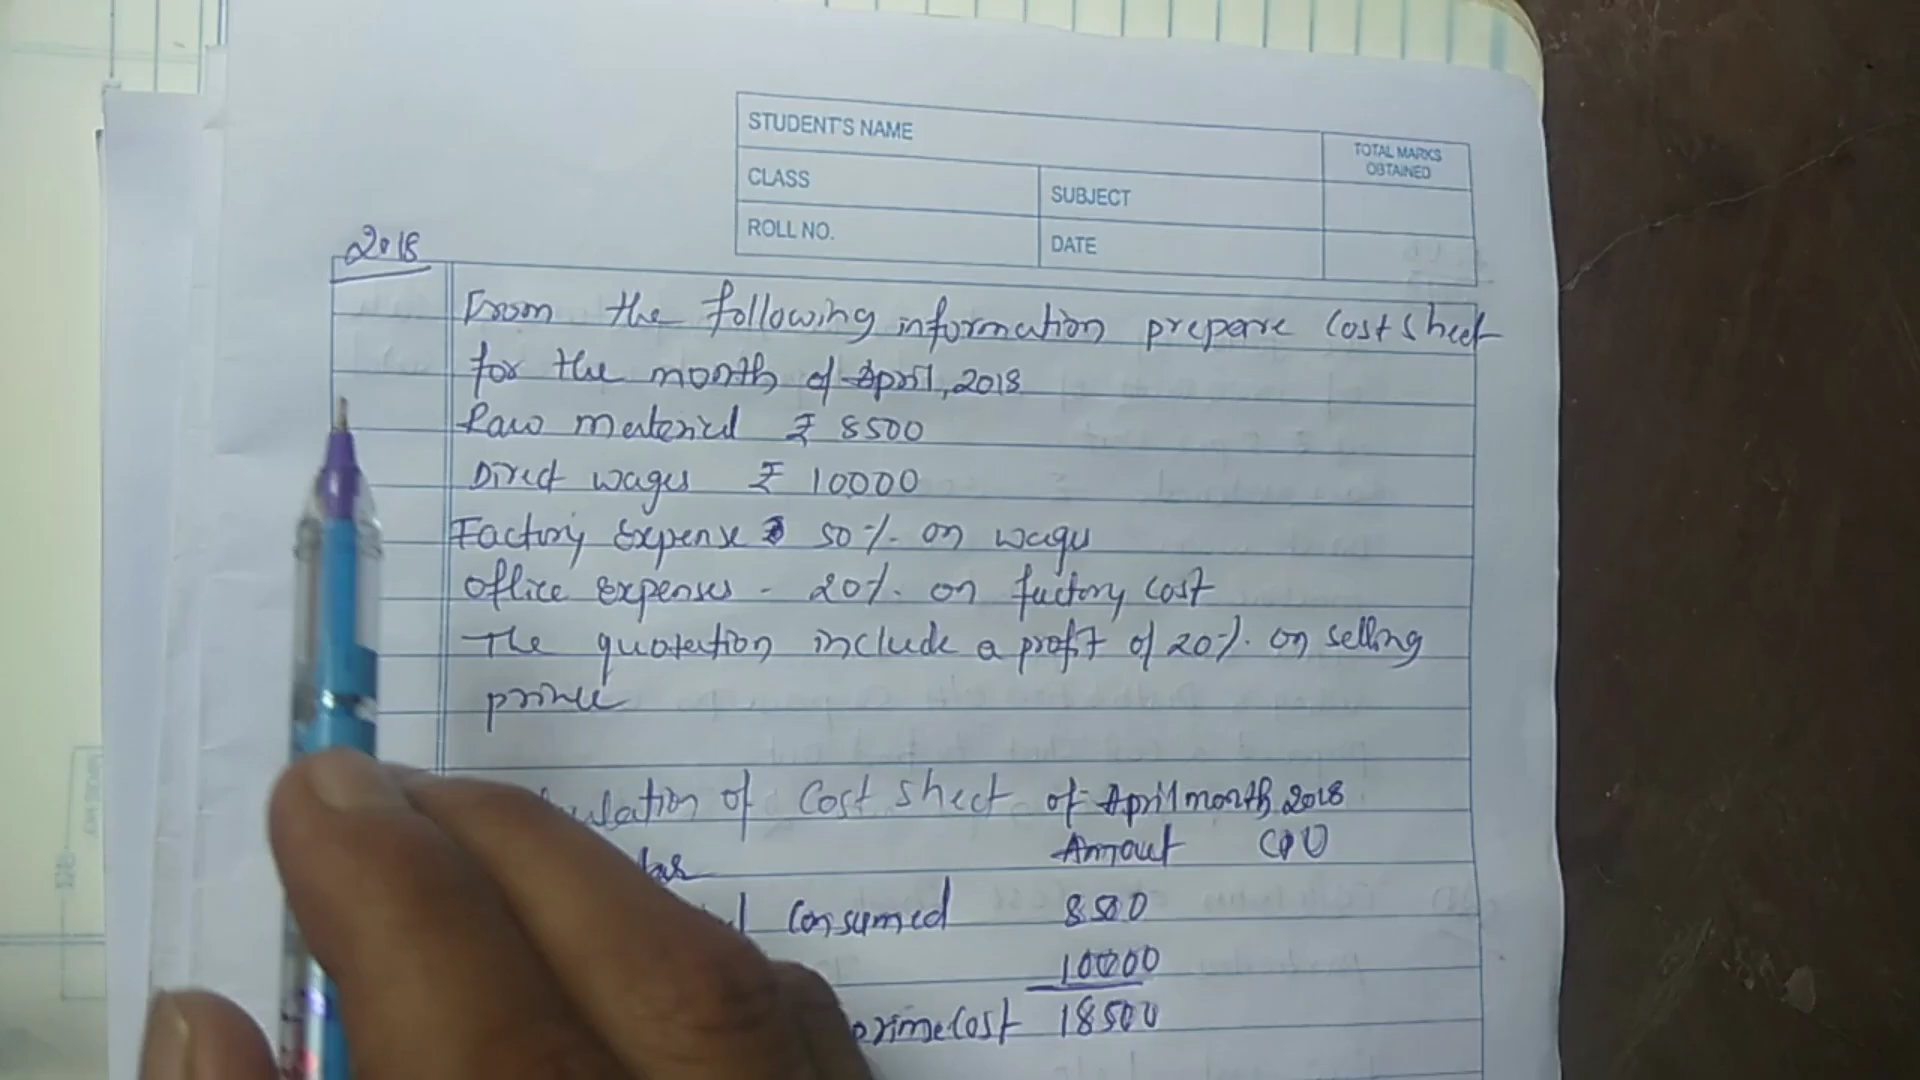 STUDENT'S NAME
TOTAL MARKS OBTAINED
CLASS
SUBJECT
ROLL NO.
DATE
2018
From the following information prepare Cost sheet
for the month of April, 2018
Raw material ₹ 8500
Direct wages ₹ 10000
Factory Expense 50%. on wages
Office expenses - 20%. on factory cost
The quotation include a profit of 20%. on selling
price
of Cost sheet of April month 2018
Amout CPU
consumed 8500
10000
prime cost 18500